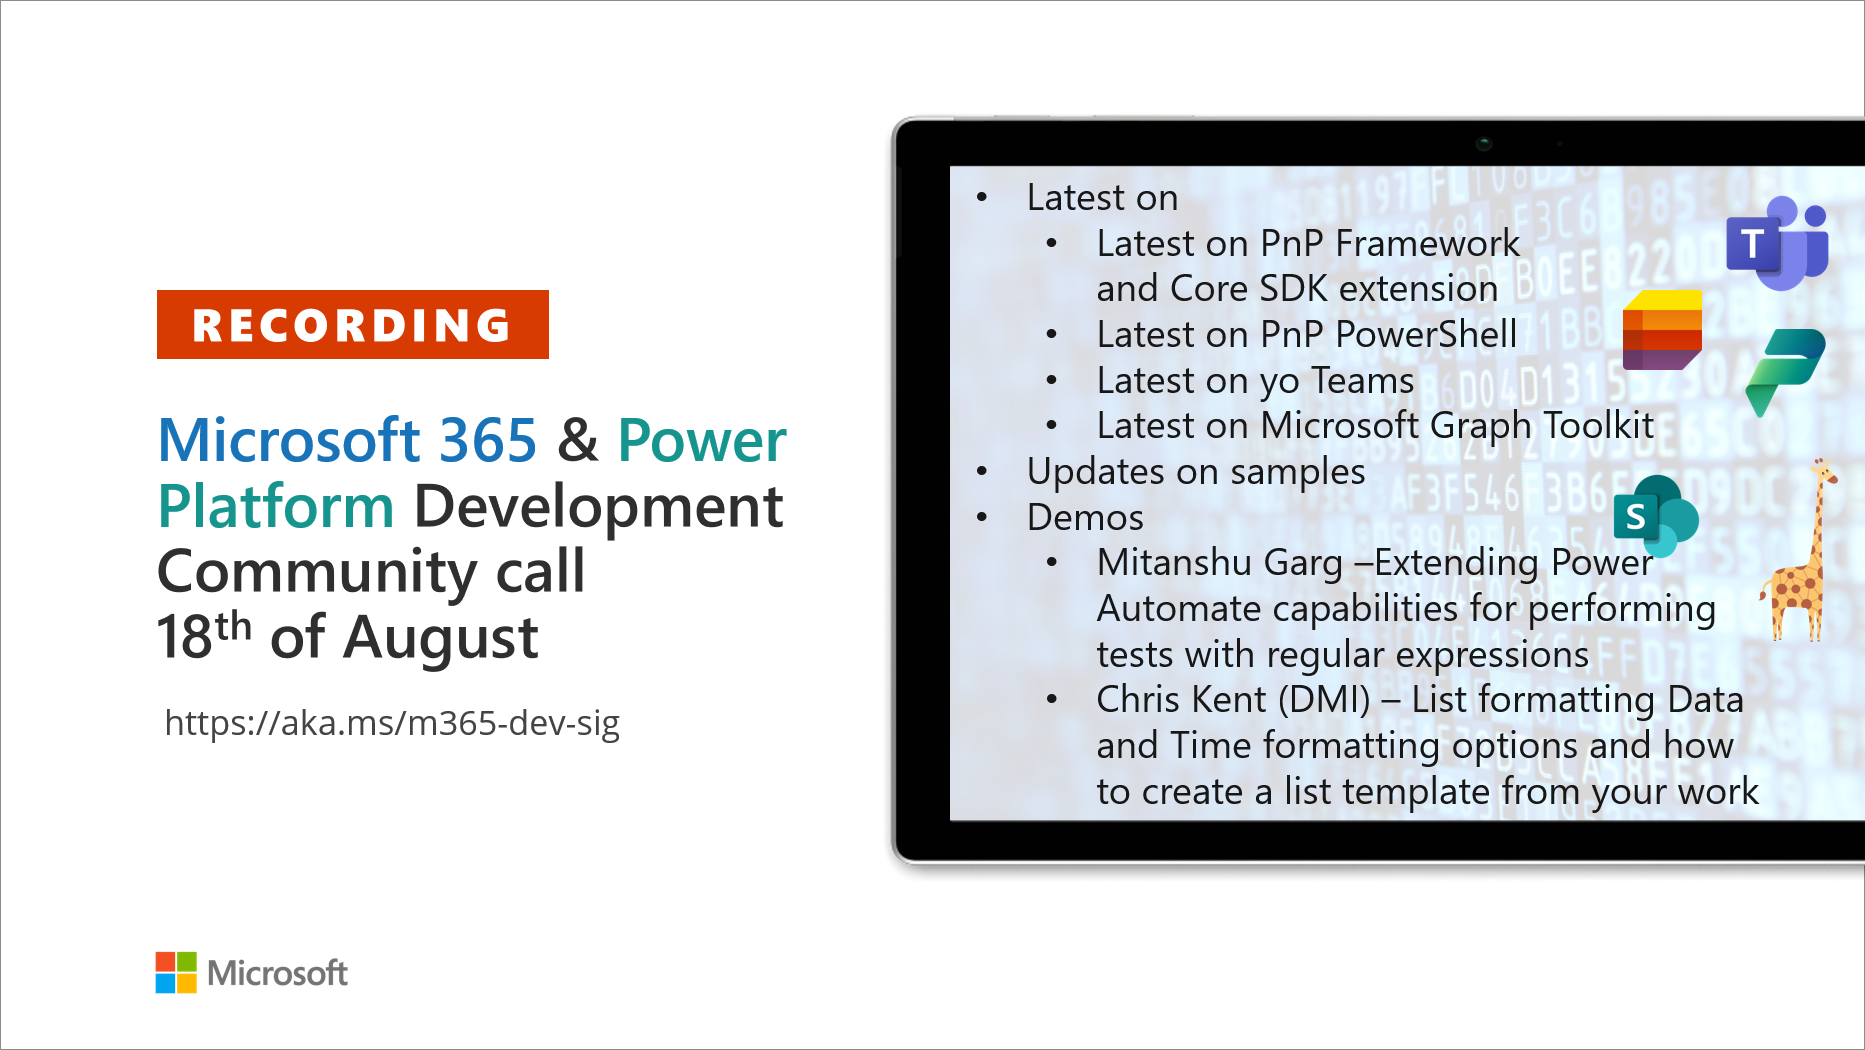 RECORDING
Microsoft 365 & Power
Platform Development
Community call
18th of August
https://aka.ms/m365-dev-sig
Microsoft
• Latest on
• Latest on PnP Framework
and Core SDK extension
• Latest on PnP PowerShell
• Latest on yo Teams
• Latest on Microsoft Graph Toolkit
• Updates on samples
• Demos
• Mitanshu Garg –Extending Power
Automate capabilities for performing
tests with regular expressions
• Chris Kent (DMI) – List formatting Data
and Time formatting options and how
to create a list template from your work
T
S